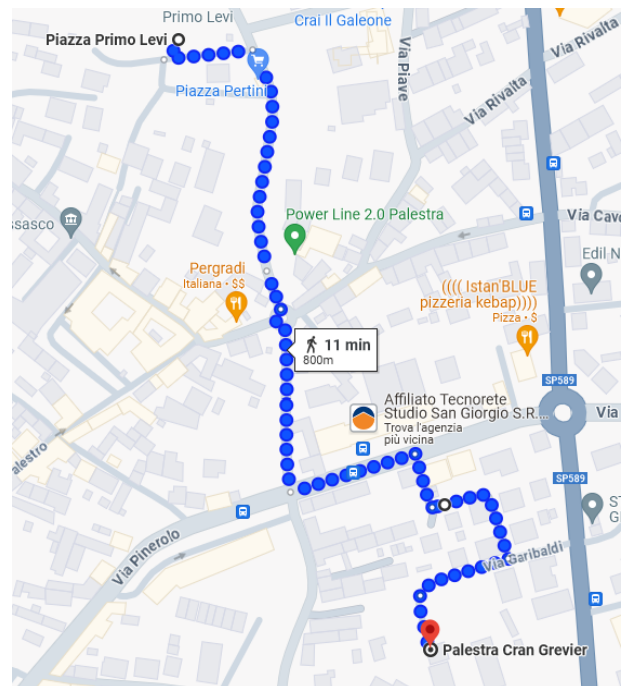 Primo Levi
Crai Il Galeone
Piazza Primo Levi
Via Piave
Via Rivalta
Via Rivalta
Piazza Pertini
Power Line 2.0 Palestra
Via Cavo
ssasco
Pergradi
Italiana • $$
Edil N
(((( Istan'BLUE
pizzeria kebap))))
Pizza • $
11 min
800m
SP589
Affiliato Tecnorete
Studio San Giorgio S.R...
Trova l'agenzia
più vicina
Via
alestro
SP589
ST
G
Via Pinerolo
Via Garibaldi
Palestra Cran Grevier